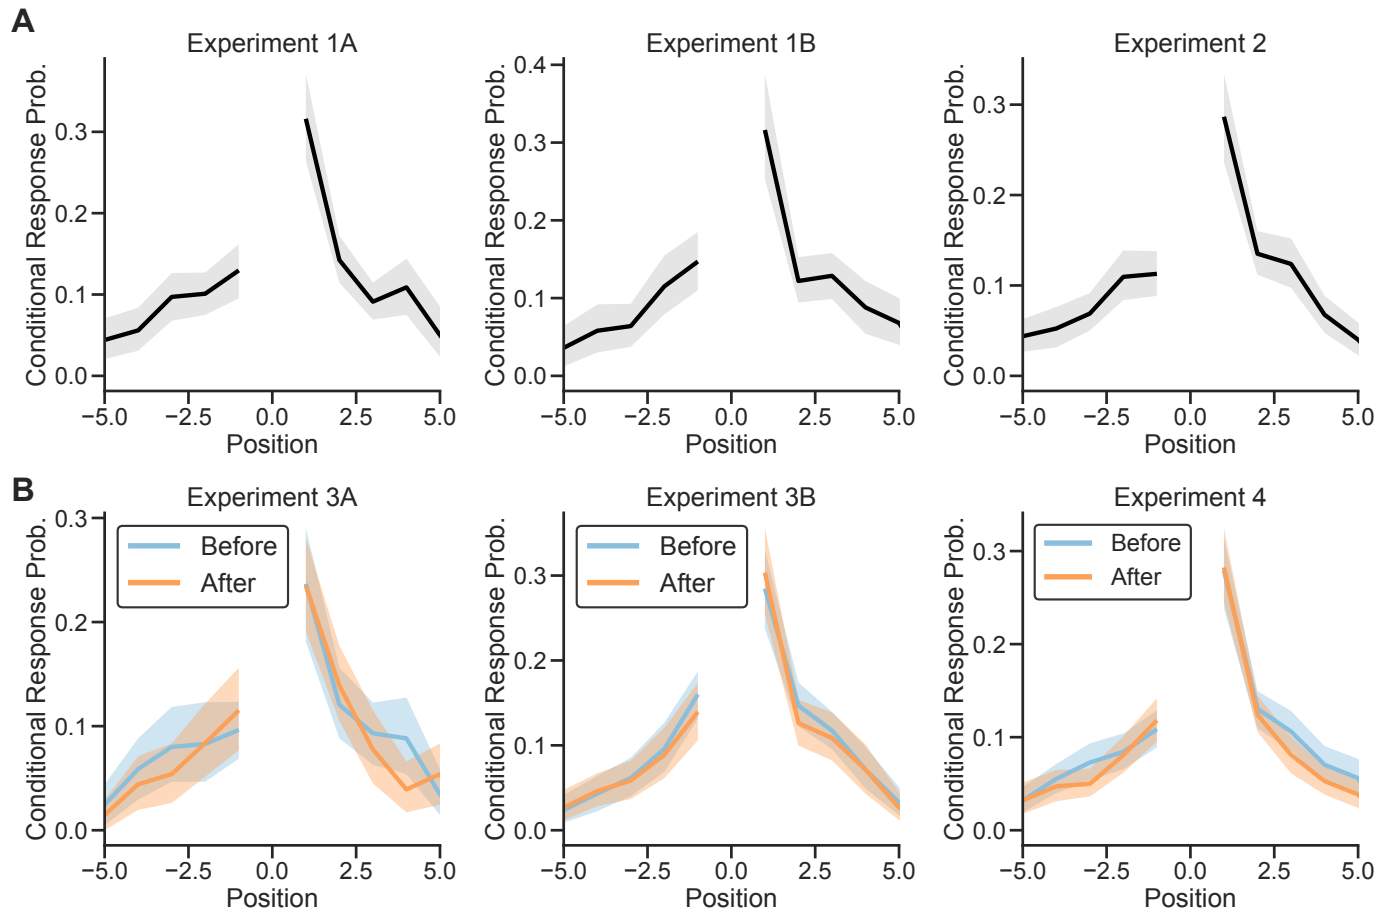 A
Experiment 1A
Experiment 1B
Experiment 2
Conditional Response Prob.
0.3
0.2
0.1
0.0
−5.0 −2.5 0.0 2.5 5.0
Position
Conditional Response Prob.
0.4
0.3
0.2
0.1
0.0
−5.0 −2.5 0.0 2.5 5.0
Position
Conditional Response Prob.
0.3
0.2
0.1
0.0
−5.0 −2.5 0.0 2.5 5.0
Position
B
Experiment 3A
Experiment 3B
Experiment 4
Conditional Response Prob.
0.3
0.2
0.1
0.0
Before
After
−5.0 −2.5 0.0 2.5 5.0
Position
Conditional Response Prob.
0.3
0.2
0.1
0.0
Before
After
−5.0 −2.5 0.0 2.5 5.0
Position
Conditional Response Prob.
0.3
0.2
0.1
0.0
Before
After
−5.0 −2.5 0.0 2.5 5.0
Position